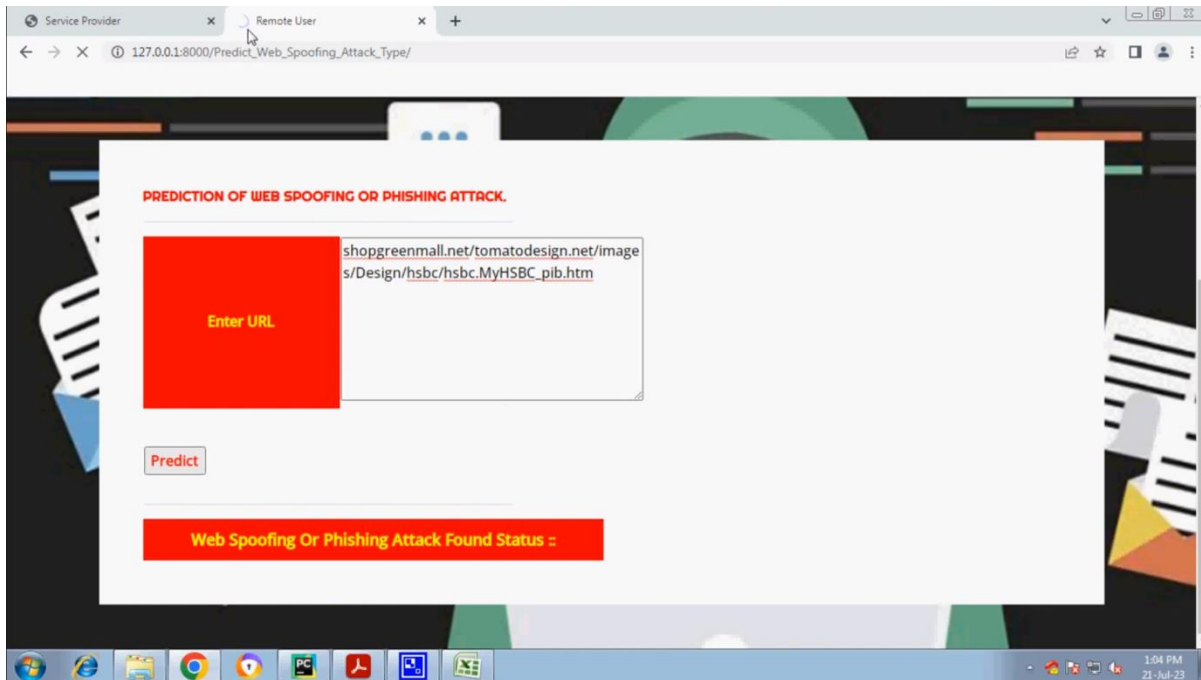 Service Provider
Remote User
127.0.0.1:8000/Predict_Web_Spoofing_Attack_Type/
PREDICTION OF WEB SPOOFING OR PHISHING ATTACK.
Enter URL
shopgreenmall.net/tomatodesign.net/image
s/Design/hsbc/hsbc.MyHSBC_pib.htm
Predict
Web Spoofing Or Phishing Attack Found Status ::
PC
1:04 PM
21-Jul-23